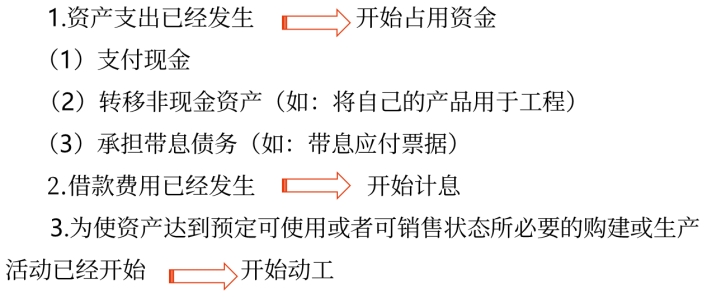 1.资产支出已经发生 开始占用资金
（1）支付现金
（2）转移非现金资产（如：将自己的产品用于工程）
（3）承担带息债务（如：带息应付票据）
2.借款费用已经发生 开始计息
3.为使资产达到预定可使用或者可销售状态所必要的购建或生产
活动已经开始 开始动工